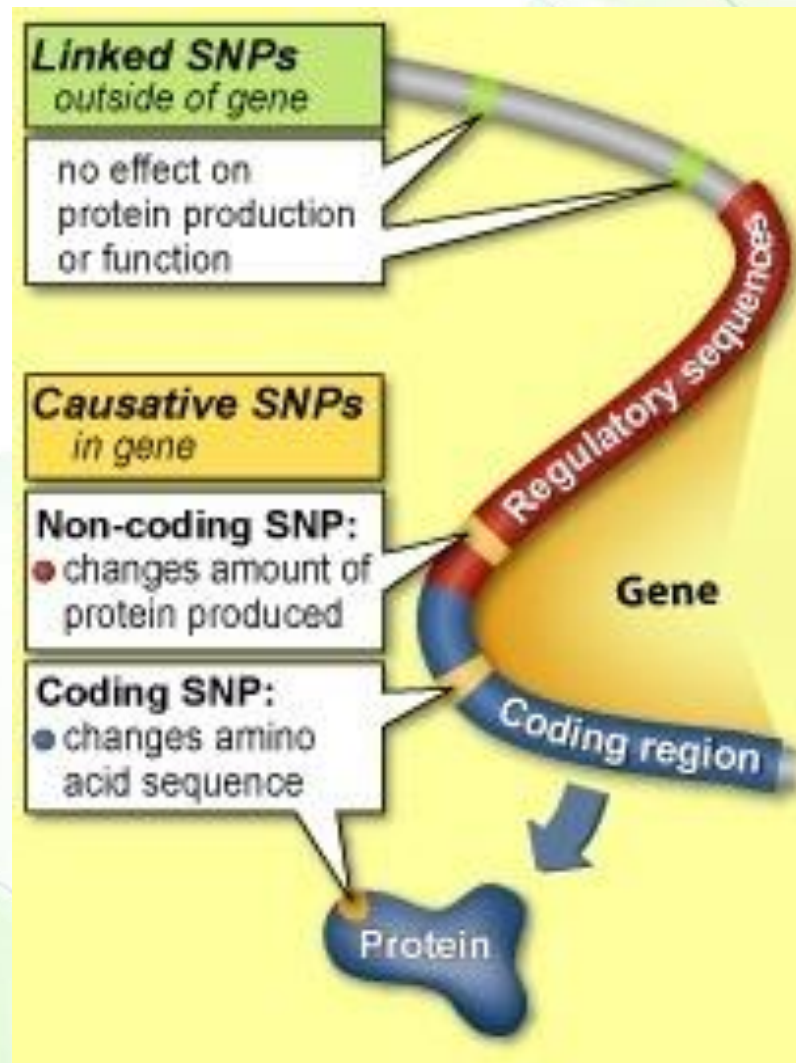 Linked SNPs
outside of gene
no effect on
protein production
or function
Regulatory sequences
Causative SNPs
in gene
Non-coding SNP:
changes amount of
protein produced
Gene
Coding SNP:
changes amino
acid sequence
Coding region
Protein